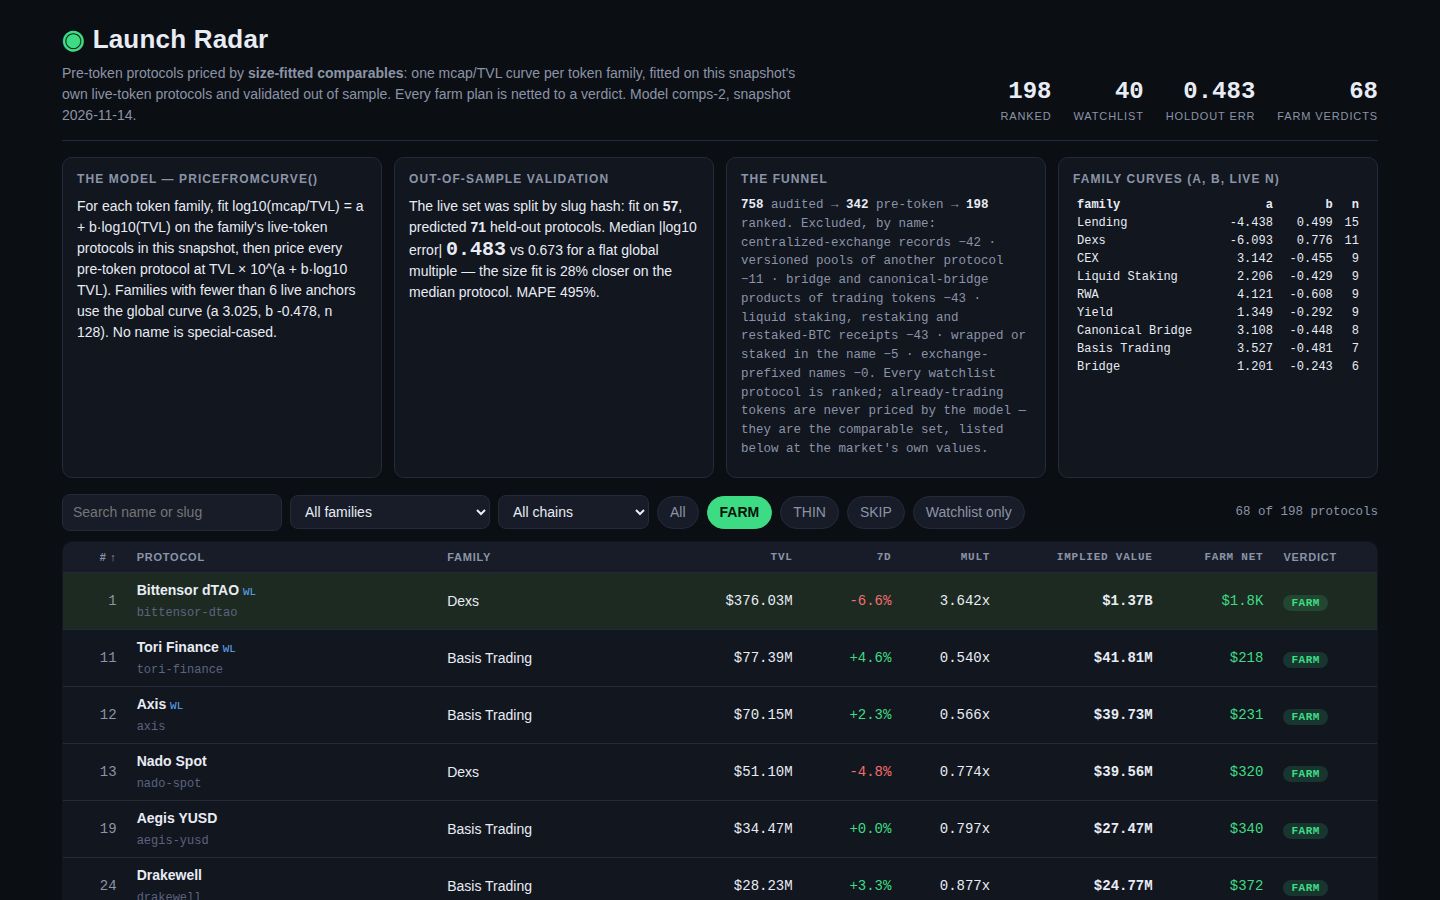 Launch Radar
Pre-token protocols priced by size-fitted comparables: one mcap/TVL curve per token family, fitted on this snapshot's
own live-token protocols and validated out of sample. Every farm plan is netted to a verdict. Model comps-2, snapshot
2026-11-14.
198 40 0.483 68
RANKED WATCHLIST HOLDOUT ERR FARM VERDICTS
THE MODEL — PRICEFROMCURVE()
For each token family, fit log10(mcap/TVL) = a
+ b·log10(TVL) on the family's live-token
protocols in this snapshot, then price every
pre-token protocol at TVL × 10^(a + b·log10
TVL). Families with fewer than 6 live anchors
use the global curve (a 3.025, b -0.478, n
128). No name is special-cased.
OUT-OF-SAMPLE VALIDATION
The live set was split by slug hash: fit on 57,
predicted 71 held-out protocols. Median |log10
error| 0.483 vs 0.673 for a flat global
multiple — the size fit is 28% closer on the
median protocol. MAPE 495%.
THE FUNNEL
758 audited → 342 pre-token → 198
ranked. Excluded, by name:
centralized-exchange records −42 ·
versioned pools of another protocol
−11 · bridge and canonical-bridge
products of trading tokens −43 ·
liquid staking, restaking and
restaked-BTC receipts −43 · wrapped or
staked in the name −5 · exchange-
prefixed names −0. Every watchlist
protocol is ranked; already-trading
tokens are never priced by the model —
they are the comparable set, listed
below at the market's own values.
FAMILY CURVES (A, B, LIVE N)
family a b n
Lending -4.438 0.499 15
Dexs -6.093 0.776 11
CEX 3.142 -0.455 9
Liquid Staking 2.206 -0.429 9
RWA 4.121 -0.608 9
Yield 1.349 -0.292 9
Canonical Bridge 3.108 -0.448 8
Basis Trading 3.527 -0.481 7
Bridge 1.201 -0.243 6
Search name or slug All families All chains All FARM THIN SKIP Watchlist only 68 of 198 protocols
# ↑ PROTOCOL FAMILY TVL 7D MULT IMPLIED VALUE FARM NET VERDICT
1 Bittensor dTAO WL Dexs $376.03M -6.6% 3.642x $1.37B $1.8K FARM
bittensor-dtao
11 Tori Finance WL Basis Trading $77.39M +4.6% 0.540x $41.81M $218 FARM
tori-finance
12 Axis WL Basis Trading $70.15M +2.3% 0.566x $39.73M $231 FARM
axis
13 Nado Spot Dexs $51.10M -4.8% 0.774x $39.56M $320 FARM
nado-spot
19 Aegis YUSD Basis Trading $34.47M +0.0% 0.797x $27.47M $340 FARM
aegis-yusd
24 Drakewell Basis Trading $28.23M +3.3% 0.877x $24.77M $372 FARM
drakewell